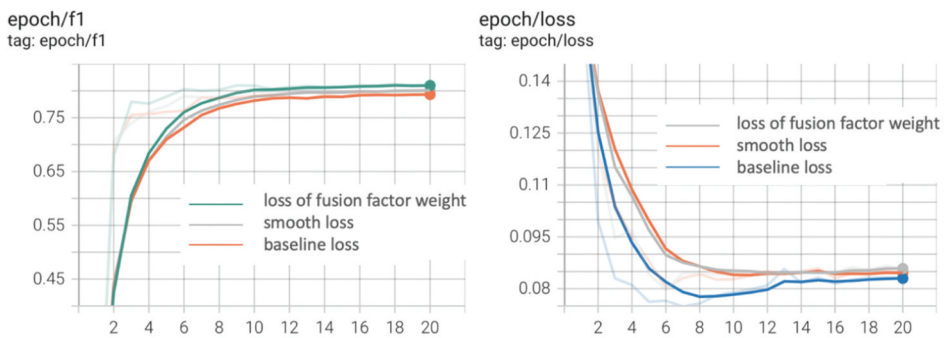 epoch/f1
tag: epoch/f1
0.75
0.65
0.55
0.45
loss of fusion factor weight
smooth loss
baseline loss
2 4 6 8 10 12 14 16 18 20
epoch/loss
tag: epoch/loss
0.14
0.125
0.11
0.095
0.08
loss of fusion factor weight
smooth loss
baseline loss
2 4 6 8 10 12 14 16 18 20